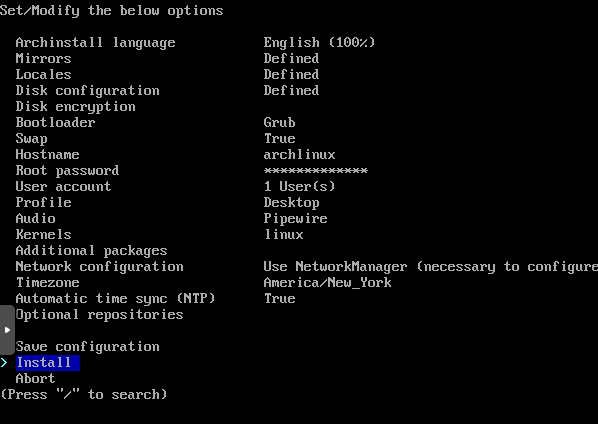 Set/Modify the below options
Archinstall language English (100%)
Mirrors Defined
Locales Defined
Disk configuration Defined
Disk encryption
Bootloader Grub
Swap True
Hostname archlinux
Root password *************
User account 1 User(s)
Profile Desktop
Audio Pipewire
Kernels linux
Additional packages
Network configuration Use NetworkManager (necessary to configure
Timezone America/New_York
Automatic time sync (NTP) True
Optional repositories
Save configuration
> Install
Abort
(Press "/" to search)